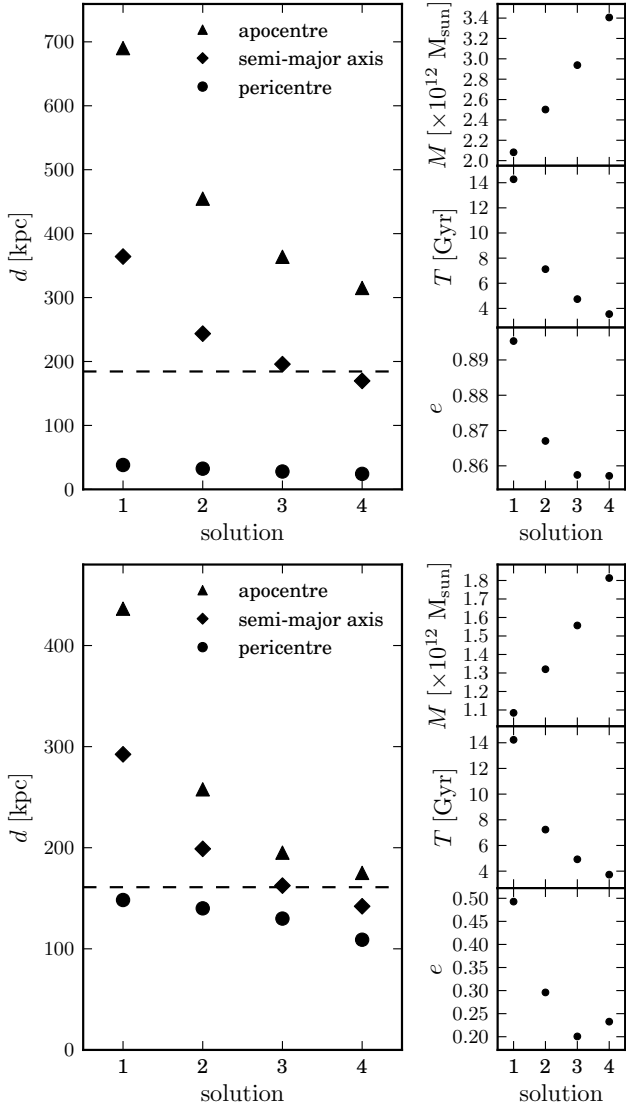 700
600
500
400
300
200
100
0
d [kpc]
apocentre
semi-major axis
pericentre
1 2 3 4
solution
3.4
3.2
3.0
2.8
2.6
2.4
2.2
2.0
M [×10¹² M_sun]
14
12
10
8
6
4
T [Gyr]
0.89
0.88
0.87
0.86
e
1 2 3 4
solution
400
300
200
100
0
d [kpc]
apocentre
semi-major axis
pericentre
1 2 3 4
solution
1.8
1.7
1.6
1.5
1.4
1.3
1.2
1.1
M [×10¹² M_sun]
14
12
10
8
6
4
T [Gyr]
0.50
0.45
0.40
0.35
0.30
0.25
0.20
e
1 2 3 4
solution